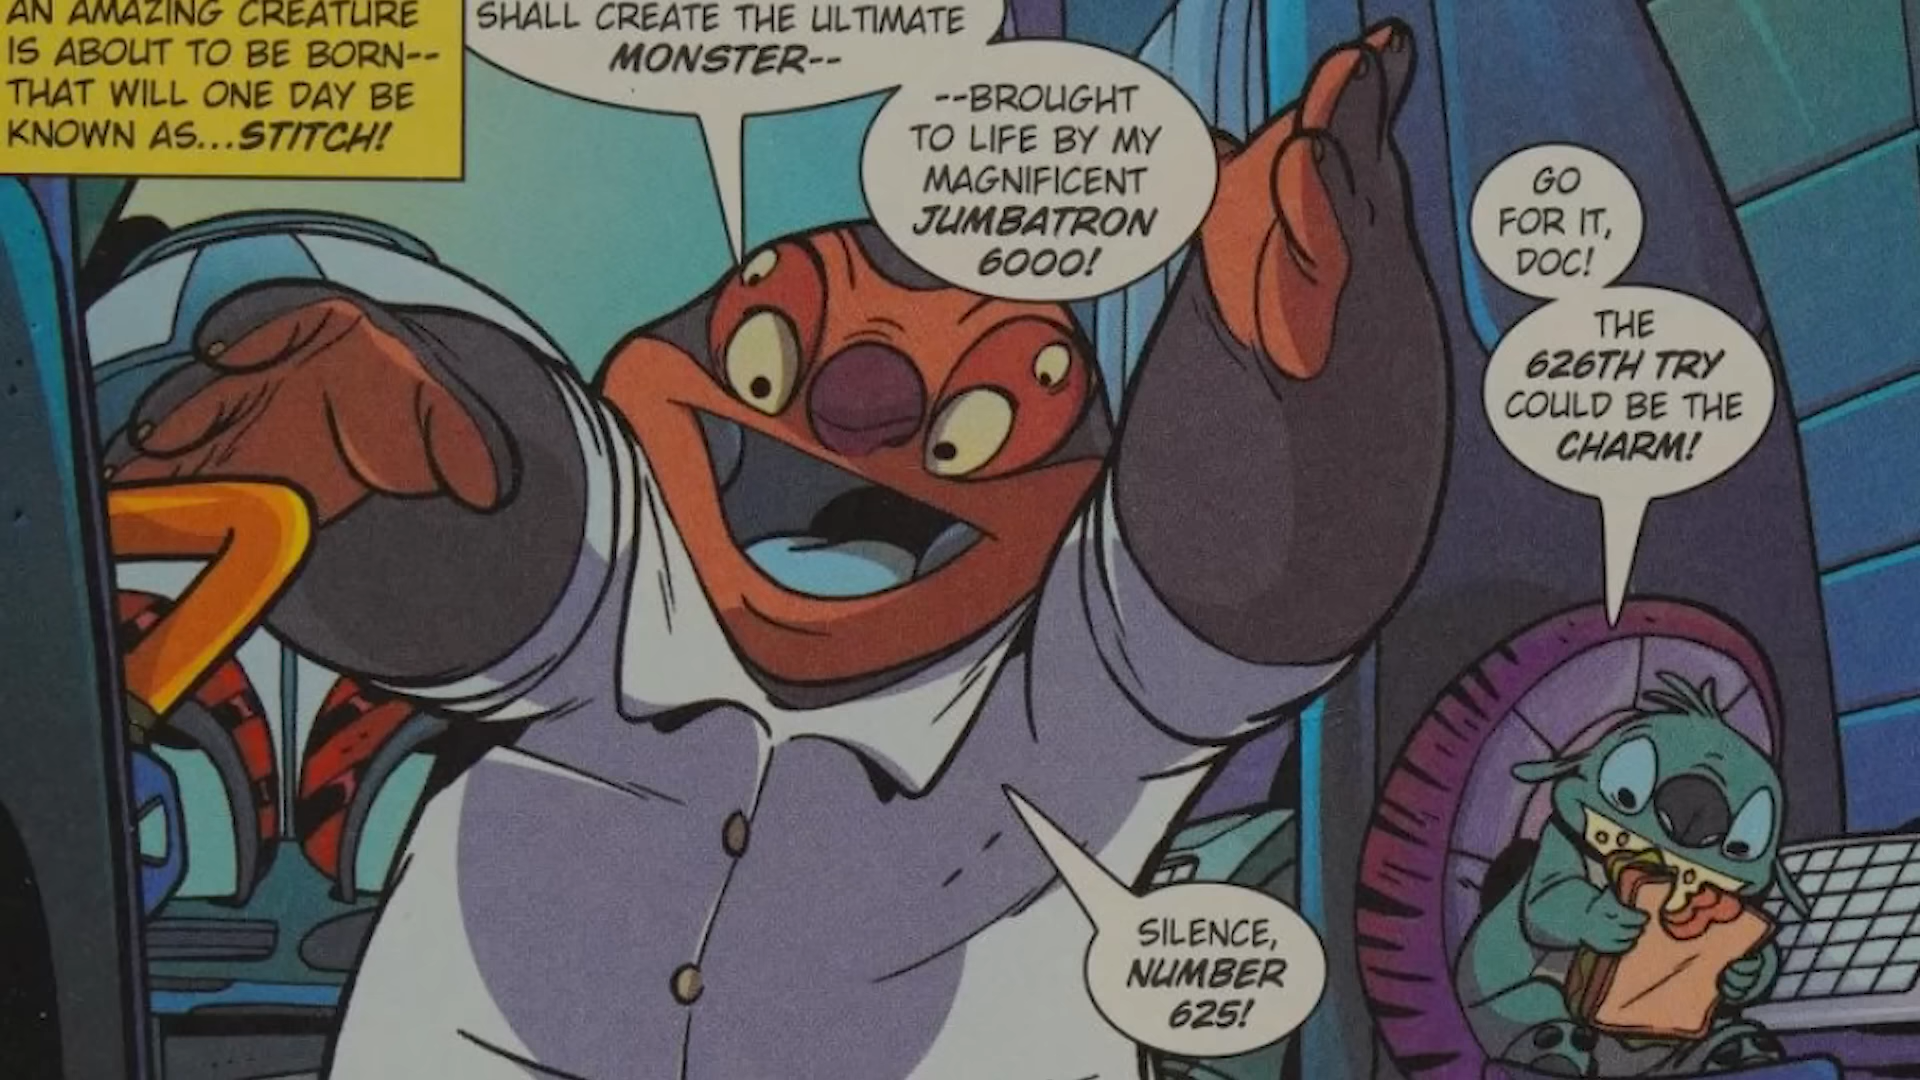 AN AMAZING CREATURE
IS ABOUT TO BE BORN--
THAT WILL ONE DAY BE
KNOWN AS...STITCH!
SHALL CREATE THE ULTIMATE
MONSTER--
--BROUGHT
TO LIFE BY MY
MAGNIFICENT
JUMBATRON
6000!
GO
FOR IT,
DOC!
THE
626TH TRY
COULD BE THE
CHARM!
SILENCE,
NUMBER
625!